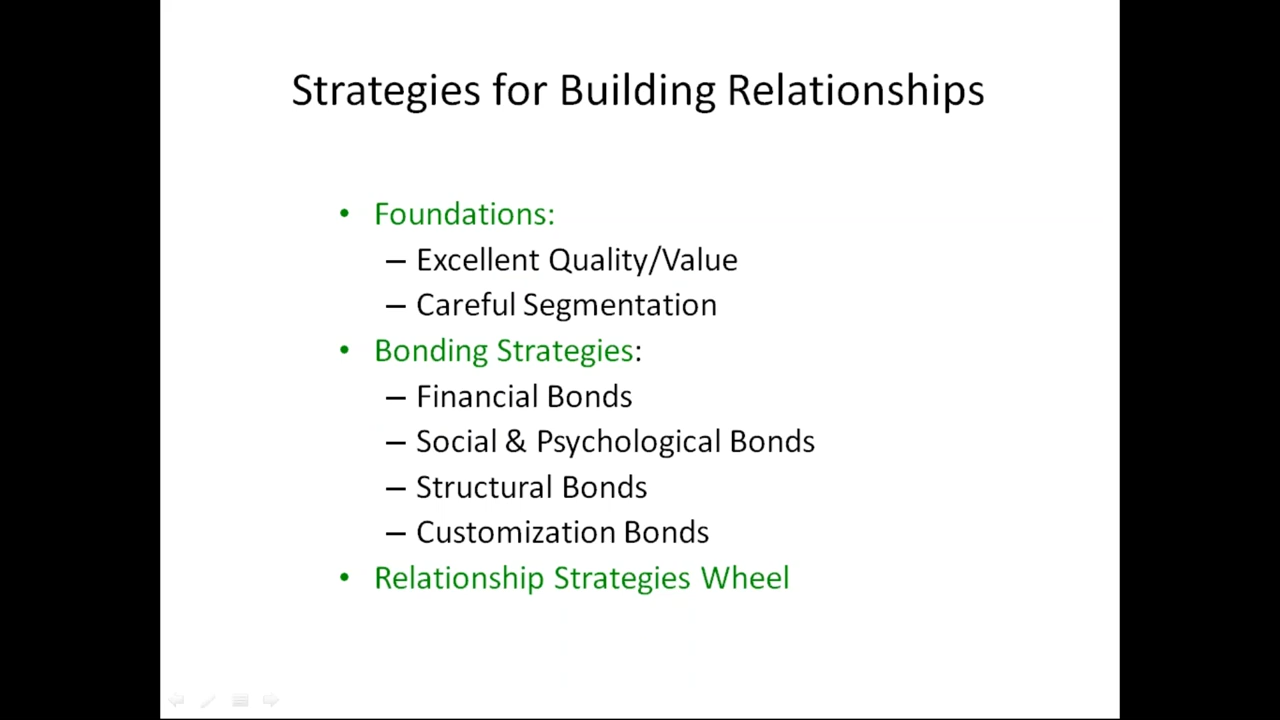 Strategies for Building Relationships
• Foundations:
– Excellent Quality/Value
– Careful Segmentation
• Bonding Strategies:
– Financial Bonds
– Social & Psychological Bonds
– Structural Bonds
– Customization Bonds
• Relationship Strategies Wheel